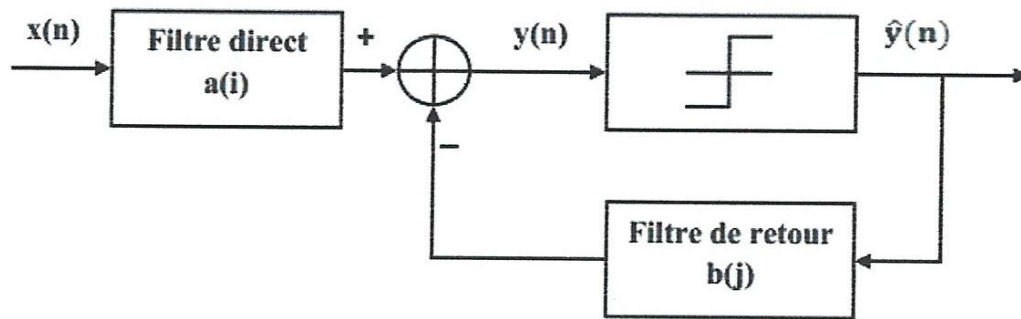 x(n)
Filtre direct
a(i)
+
y(n)
ŷ(n)
−
Filtre de retour
b(j)